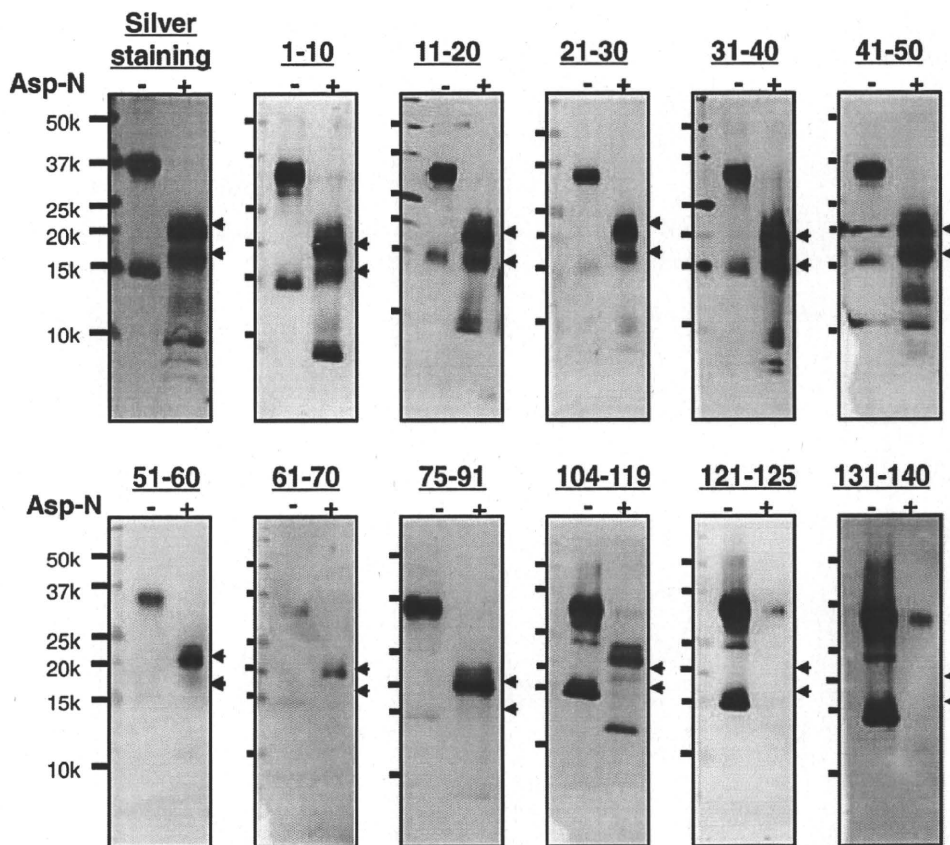 Silver staining 1-10 11-20 21-30 31-40 41-50
Asp-N - + - + - + - + - + - +
50k
37k
25k
20k
15k
10k
51-60 61-70 75-91 104-119 121-125 131-140
Asp-N - + - + - + - + - + - +
50k
37k
25k
20k
15k
10k